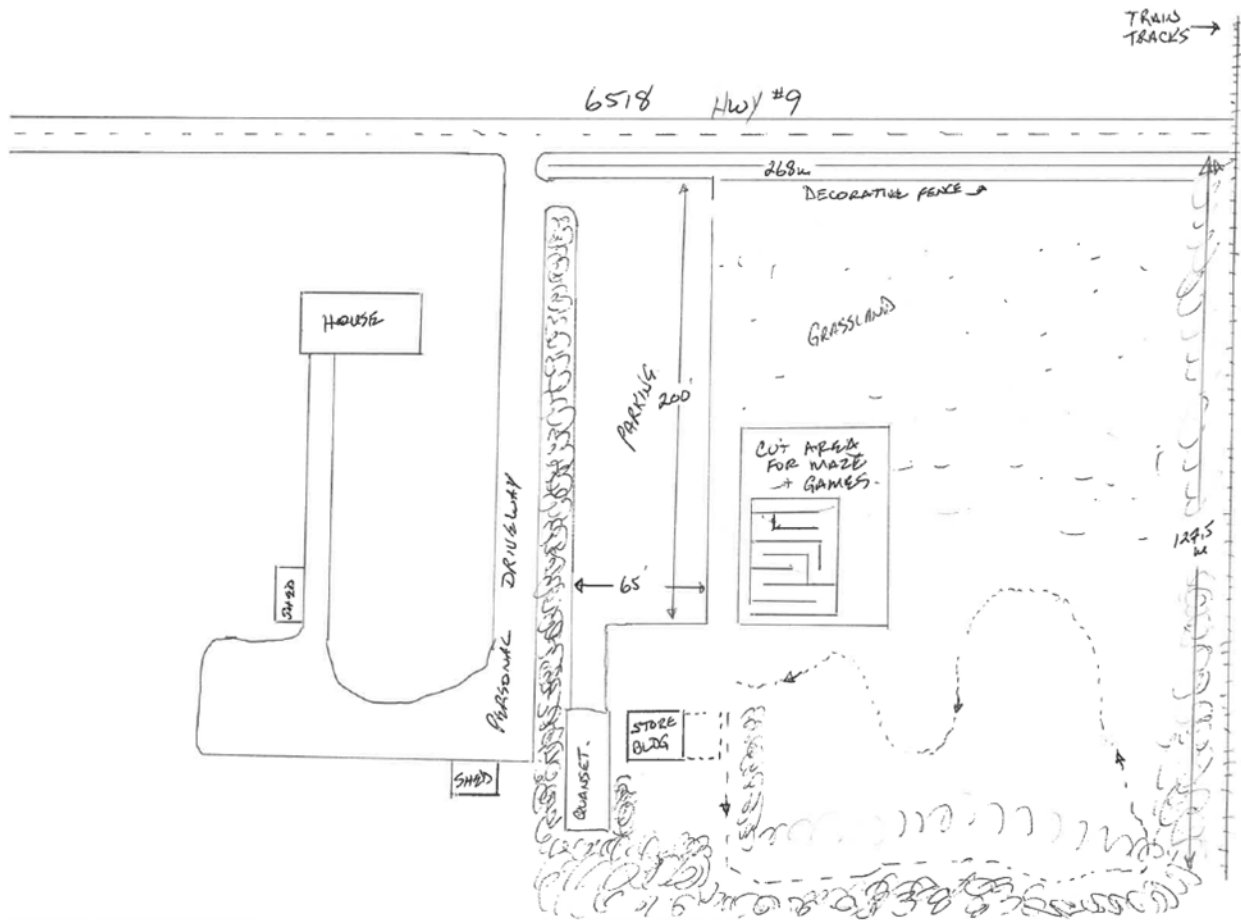 TRAIN
TRACKS
6518 HWY #9
268m
DECORATIVE FENCE
HOUSE
GRASSLAND
PARKING
200'
CUT AREA
FOR MAZE
+ GAMES.
127.5
m
65'
SHED
PERSONAL DRIVEWAY
STORE
BLDG
QUANSET.
SHED